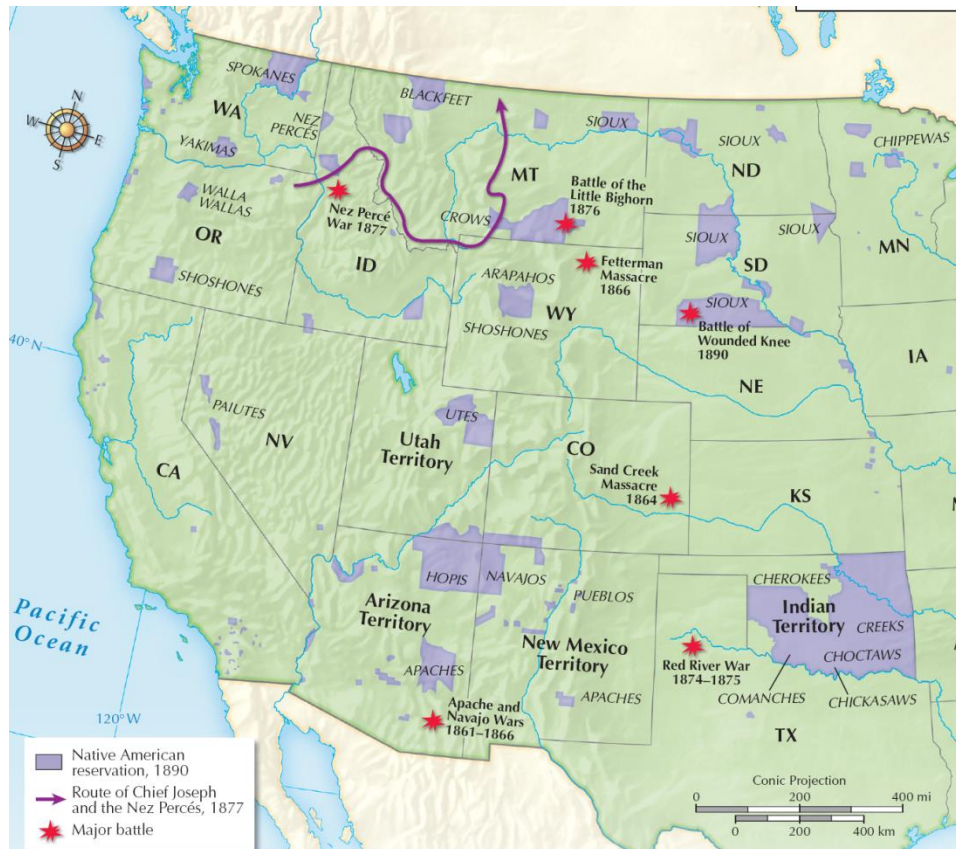 N
W
E
S
SPOKANES
WA
NEZ
PERCÉS
YAKIMAS
WALLA
WALLAS
OR
SHOSHONES
BLACKFEET
MT
SIOUX
CROWS
Battle of the
Little Bighorn
1876
Nez Percé
War 1877
ID
Fetterman
Massacre
1866
ARAPAHOS
WY
SHOSHONES
SIOUX
ND
CHIPPEWAS
SIOUX
SIOUX
MN
SD
SIOUX
Battle of
Wounded Knee
1890
IA
NE
40°N
PAIUTES
NV
CA
UTES
Utah
Territory
CO
Sand Creek
Massacre
1864
KS
HOPIS
NAVAJOS
Arizona
Territory
PUEBLOS
New Mexico
Territory
APACHES
APACHES
Apache and
Navajo Wars
1861–1866
CHEROKEES
Indian
Territory
CREEKS
CHOCTAWS
Red River War
1874–1875
COMANCHES
CHICKASAWS
TX
Pacific
Ocean
120°W
Native American
reservation, 1890
Route of Chief Joseph
and the Nez Percés, 1877
Major battle
Conic Projection
0 200 400 mi
0 200 400 km